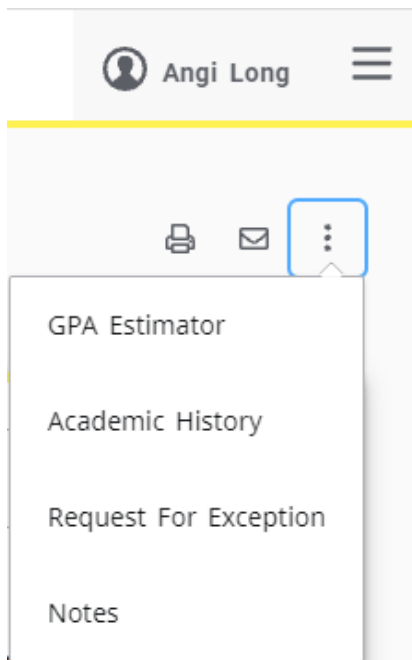 Angi Long
GPA Estimator
Academic History
Request For Exception
Notes